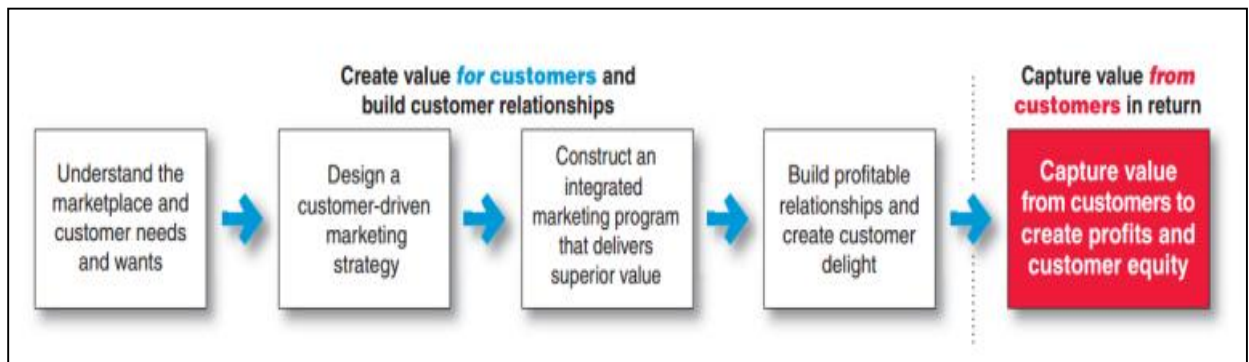 Create value for customers and
build customer relationships
Capture value from
customers in return
Understand the
marketplace and
customer needs
and wants
Design a
customer-driven
marketing
strategy
Construct an
integrated
marketing program
that delivers
superior value
Build profitable
relationships and
create customer
delight
Capture value
from customers to
create profits and
customer equity